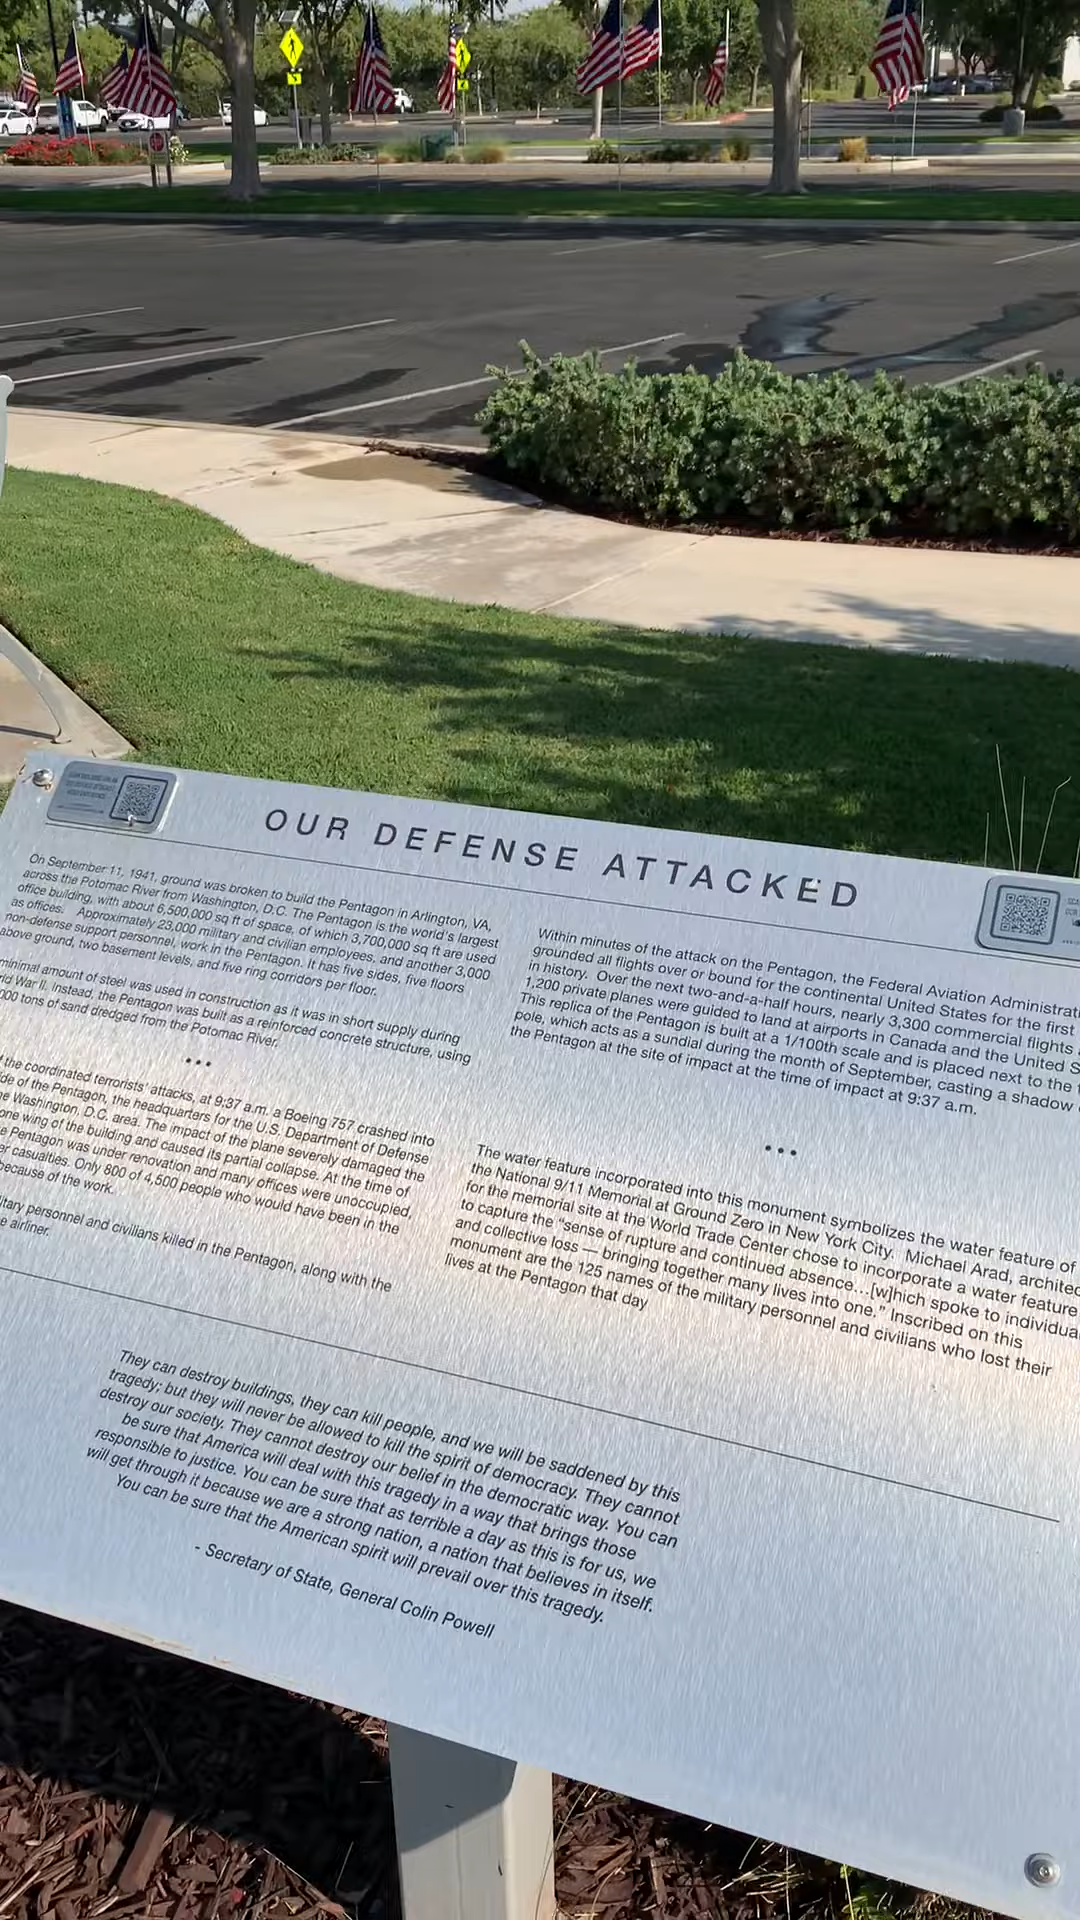 OUR DEFENSE ATTACKED
On September 11, 1941, ground was broken to build the Pentagon in Arlington, VA,
across the Potomac River from Washington, D.C. The Pentagon is the world's largest
office building, with about 6,500,000 sq ft of space, of which 3,700,000 sq ft are used
as offices. Approximately 23,000 military and civilian employees, and another 3,000
non-defense support personnel, work in the Pentagon. It has five sides, five floors
above ground, two basement levels, and five ring corridors per floor.
minimal amount of steel was used in construction as it was in short supply during
War II. Instead, the Pentagon was built as a reinforced concrete structure, using
000 tons of sand dredged from the Potomac River.
•••
the coordinated terrorists' attacks, at 9:37 a.m. a Boeing 757 crashed into
of the Pentagon, the headquarters for the U.S. Department of Defense
Washington, D.C. area. The impact of the plane severely damaged the
one wing of the building and caused its partial collapse. At the time of
Pentagon was under renovation and many offices were unoccupied,
casualties. Only 800 of 4,500 people who would have been in the
because of the work.
personnel and civilians killed in the Pentagon, along with the
airliner.
Within minutes of the attack on the Pentagon, the Federal Aviation
grounded all flights over or bound for the continental United States for the first
in history. Over the next two-and-a-half hours, nearly 3,300 commercial flights
1,200 private planes were guided to land at airports in Canada and the United
This replica of the Pentagon is built at a 1/100th scale and is placed next to the
pole, which acts as a sundial during the month of September, casting a shadow
the Pentagon at the site of impact at the time of impact at 9:37 a.m.
•••
The water feature incorporated into this monument symbolizes the water feature of
the National 9/11 Memorial at Ground Zero in New York City. Michael Arad,
for the memorial site at the World Trade Center chose to incorporate a water feature
to capture the "sense of rupture and continued absence...[w]hich spoke to
and collective loss — bringing together many lives into one." Inscribed on this
monument are the 125 names of the military personnel and civilians who lost their
lives at the Pentagon that day
They can destroy buildings, they can kill people, and we will be saddened by this
tragedy; but they will never be allowed to kill the spirit of democracy. They cannot
destroy our society. They cannot destroy our belief in the democratic way. You can
be sure that America will deal with this tragedy in a way that brings those
responsible to justice. You can be sure that as terrible a day as this is for us, we
will get through it because we are a strong nation, a nation that believes in itself.
You can be sure that the American spirit will prevail over this tragedy.
- Secretary of State, General Colin Powell